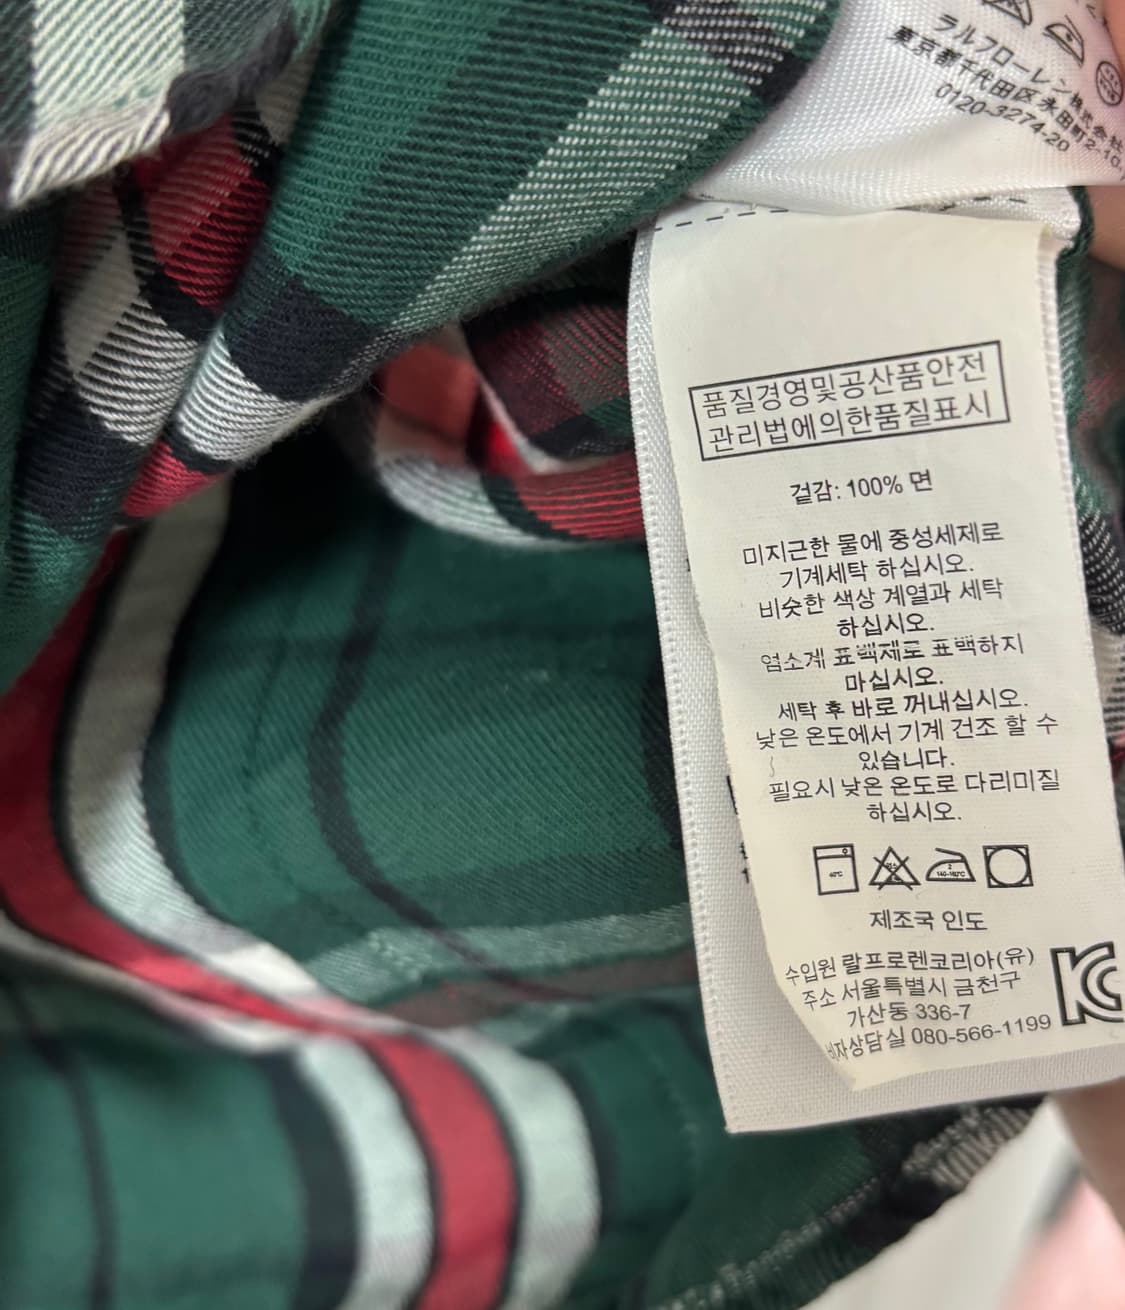 ラルフローレン株式会社
東京都千代田区永田町2-10,
0120-3274-20
품질경영및공산품안전
관리법에의한품질표시
겉감: 100% 면
미지근한 물에 중성세제로
기계세탁 하십시오.
비슷한 색상 계열과 세탁
하십시오.
염소계 표백제로 표백하지
마십시오.
세탁 후 바로 꺼내십시오.
낮은 온도에서 기계 건조 할 수
있습니다.
필요시 낮은 온도로 다리미질
하십시오.
40℃
140-160℃
제조국 인도
수입원 랄프로렌코리아(유)
주소 서울특별시 금천구
가산동 336-7
비자상담실 080-566-1199
KC